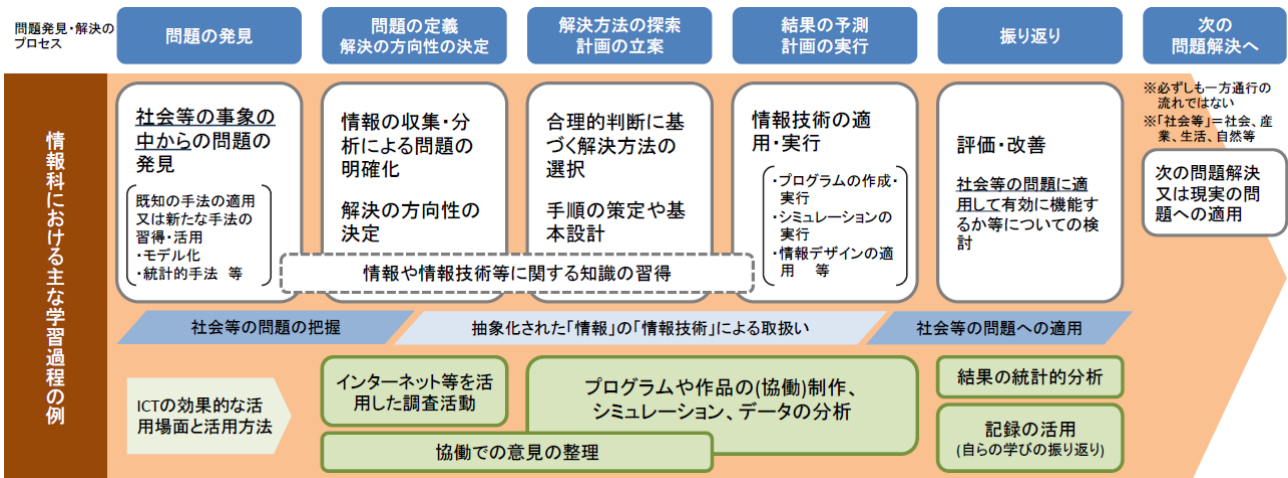 問題発見・解決の
プロセス
問題の発見
問題の定義
解決の方向性の決定
解決方法の探索
計画の立案
結果の予測
計画の実行
振り返り
次の
問題解決へ
情報科における主な学習過程の例
社会等の事象の
中からの問題の
発見
既知の手法の適用
又は新たな手法の
習得・活用
・モデル化
・統計的手法 等
情報の収集・分
析による問題の
明確化
解決の方向性の
決定
合理的判断に基
づく解決方法の
選択
手順の策定や基
本設計
情報技術の適
用・実行
・プログラムの作成・
実行
・シミュレーションの
実行
・情報デザインの適
用 等
評価・改善
社会等の問題に適
用して有効に機能す
るか等についての検
討
※必ずしも一方通行の
流れではない
※「社会等」＝社会、産
業、生活、自然等
次の問題解決
又は現実の問
題への適用
情報や情報技術等に関する知識の習得
社会等の問題の把握
抽象化された「情報」の「情報技術」による取扱い
社会等の問題への適用
ICTの効果的な活
用場面と活用方法
インターネット等を活
用した調査活動
プログラムや作品の(協働)制作、
シミュレーション、データの分析
協働での意見の整理
結果の統計的分析
記録の活用
(自らの学びの振り返り)